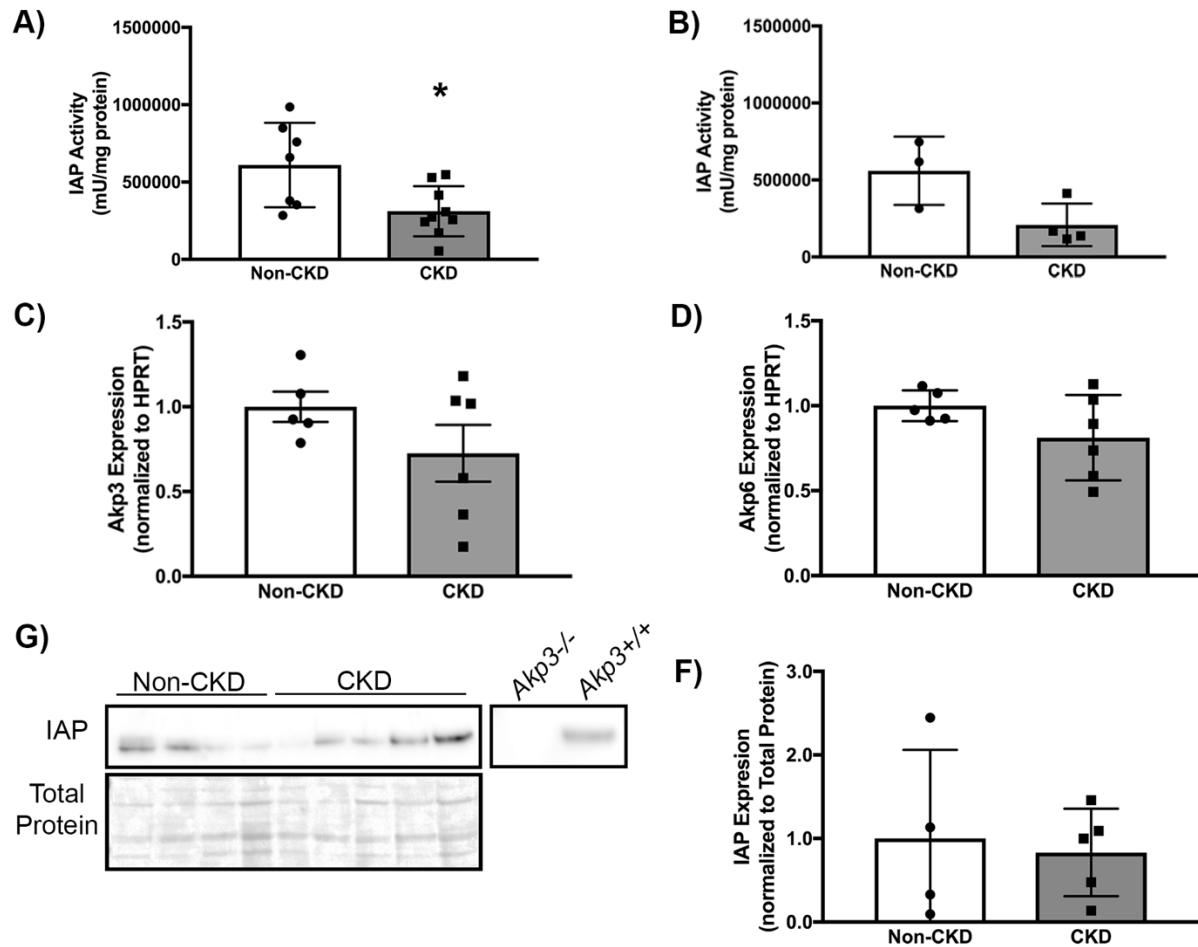 A)
IAP Activity
(mU/mg protein)
1500000
1000000
500000
0
*
Non-CKD
CKD
B)
IAP Activity
(mU/mg protein)
1500000
1000000
500000
0
Non-CKD
CKD
C)
Akp3 Expression
(normalized to HPRT)
1.5
1.0
0.5
0.0
Non-CKD
CKD
D)
Akp6 Expression
(normalized to HPRT)
1.5
1.0
0.5
0.0
Non-CKD
CKD
G)
Non-CKD
CKD
Akp3-/-
Akp3+/+
IAP
Total
Protein
F)
IAP Expresion
(normalized to Total Protein)
3.0
2.0
1.0
0.0
Non-CKD
CKD